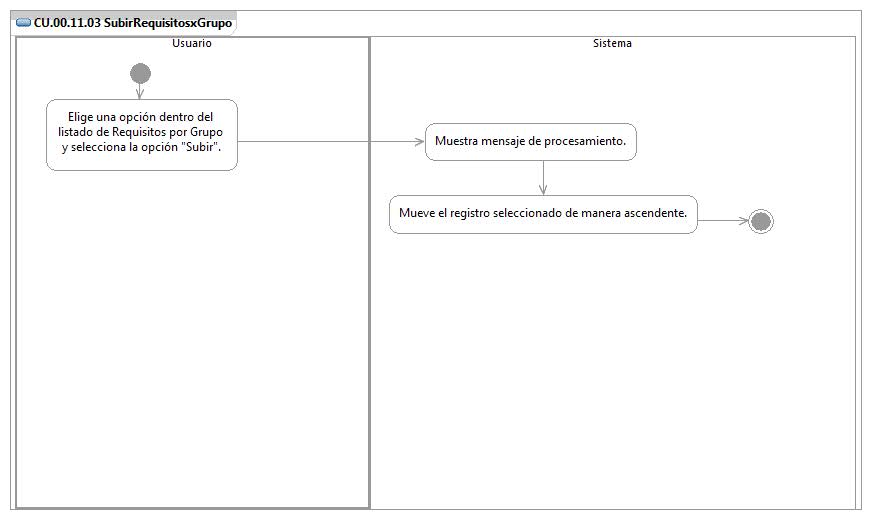 CU.00.11.03 SubirRequisitosxGrupo
Usuario
Sistema
Elige una opción dentro del
listado de Requisitos por Grupo
y selecciona la opción "Subir".
Muestra mensaje de procesamiento.
Mueve el registro seleccionado de manera ascendente.